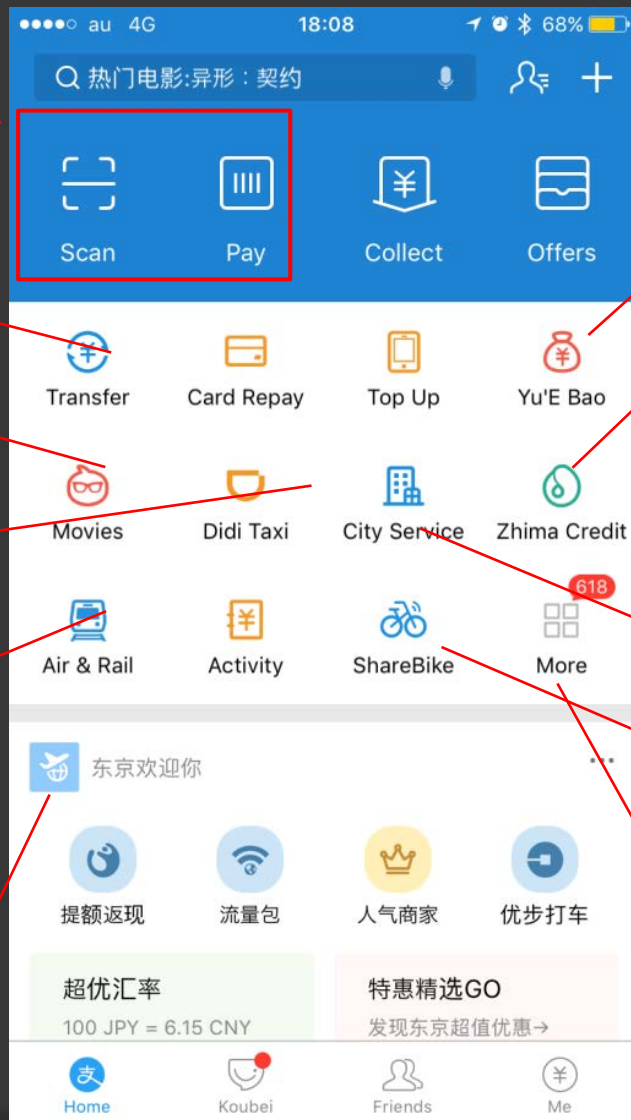 au 4G 18:08 68%
热门电影:异形：契约
Scan Pay Collect Offers
Transfer Card Repay Top Up Yu'E Bao
Movies Didi Taxi City Service Zhima Credit
618
Air & Rail Activity ShareBike More
东京欢迎你
提额返现 流量包 人气商家 优步打车
超优汇率 特惠精选GO
100 JPY = 6.15 CNY 发现东京超值优惠→
支
Home Koubei Friends Me